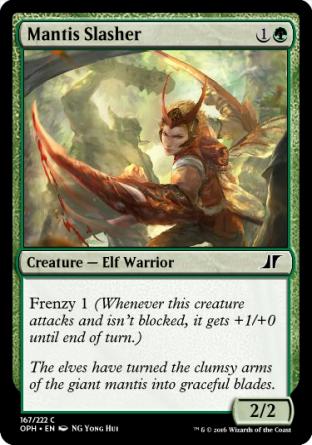 Mantis Slasher 1
Creature — Elf Warrior
Frenzy 1 (Whenever this creature
attacks and isn't blocked, it gets +1/+0
until end of turn.)
The elves have turned the clumsy arms
of the giant mantis into graceful blades.
2/2
167/222 C
OPH • EN NG YONG HUI
™ & © 2016 Wizards of the Coast